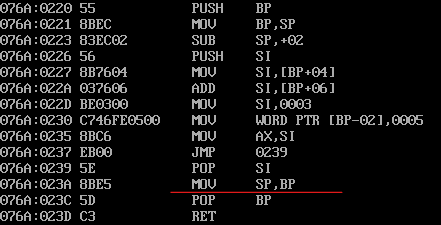 076A:0220 55 PUSH BP
076A:0221 8BEC MOV BP,SP
076A:0223 83EC02 SUB SP,+02
076A:0226 56 PUSH SI
076A:0227 8B7604 MOV SI,[BP+04]
076A:022A 037606 ADD SI,[BP+06]
076A:022D BE0300 MOV SI,0003
076A:0230 C746FE0500 MOV WORD PTR [BP-02],0005
076A:0235 8BC6 MOV AX,SI
076A:0237 EB00 JMP 0239
076A:0239 5E POP SI
076A:023A 8BE5 MOV SP,BP
076A:023C 5D POP BP
076A:023D C3 RET